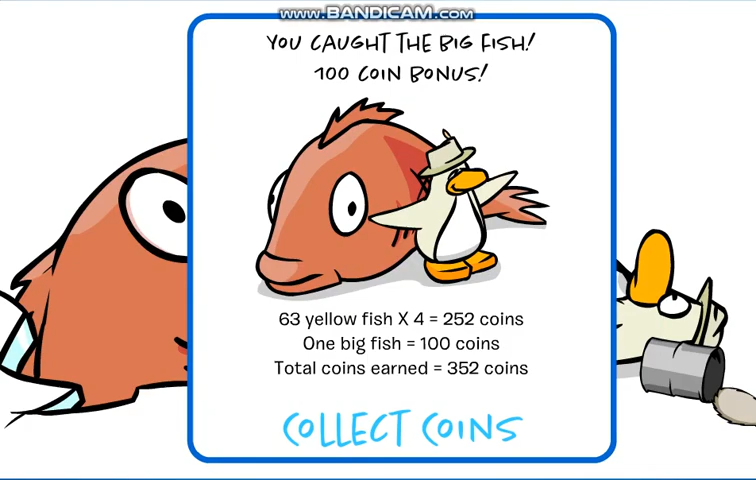 www.BANDICAM.com
YOU CAUGHT THE BIG FISH!
100 COIN BONUS!
63 yellow fish X 4 = 252 coins
One big fish = 100 coins
Total coins earned = 352 coins
COLLECT COINS